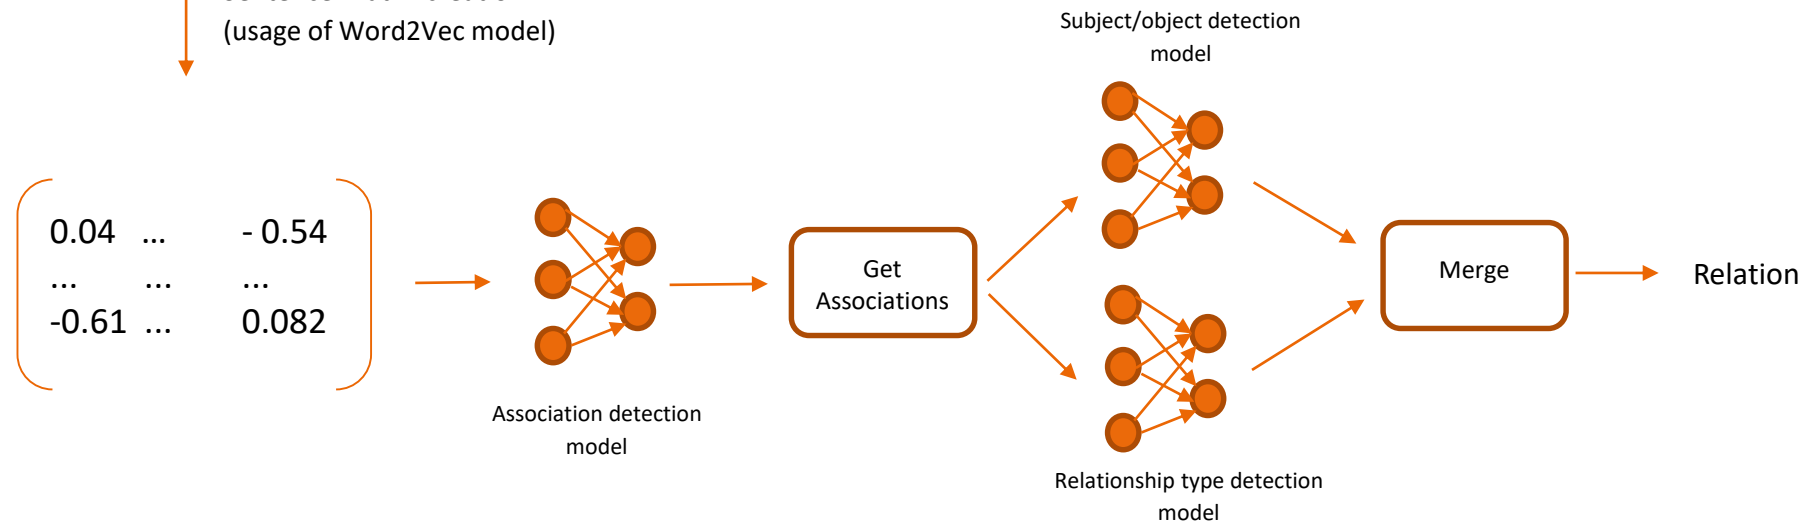 (usage of Word2Vec model)
Subject/object detection
model
0.04 ... - 0.54
... ... ...
-0.61 ... 0.082
Get
Associations
Merge
Relation
Association detection
model
Relationship type detection
model